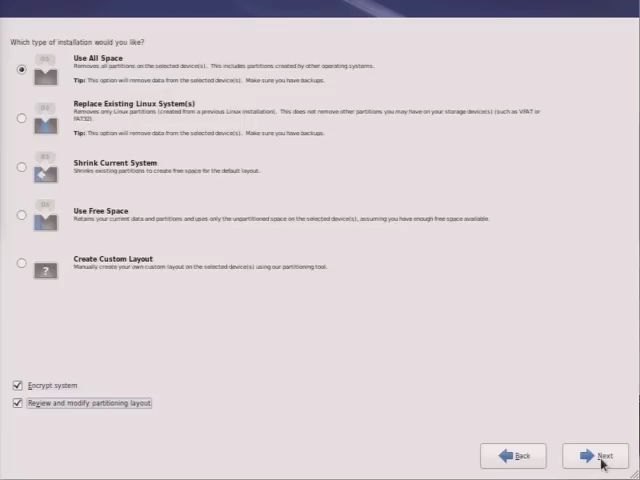 Which type of installation would you like?
Use All Space
Removes all partitions on the selected device(s). This includes partitions created by other operating systems.
Tip: This option will remove data from the selected device(s). Make sure you have backups.
Replace Existing Linux System(s)
Removes only Linux partitions (created from a previous Linux installation). This does not remove other partitions you may have on your storage device(s) (such as VFAT or
FAT32).
Tip: This option will remove data from the selected device(s). Make sure you have backups.
Shrink Current System
Shrinks existing partitions to create free space for the default layout.
Use Free Space
Retains your current data and partitions and uses only the unpartitioned space on the selected device(s), assuming you have enough free space available.
Create Custom Layout
?
Manually create your own custom layout on the selected device(s) using our partitioning tool.
Encrypt system
Review and modify partitioning layout
Back
Next